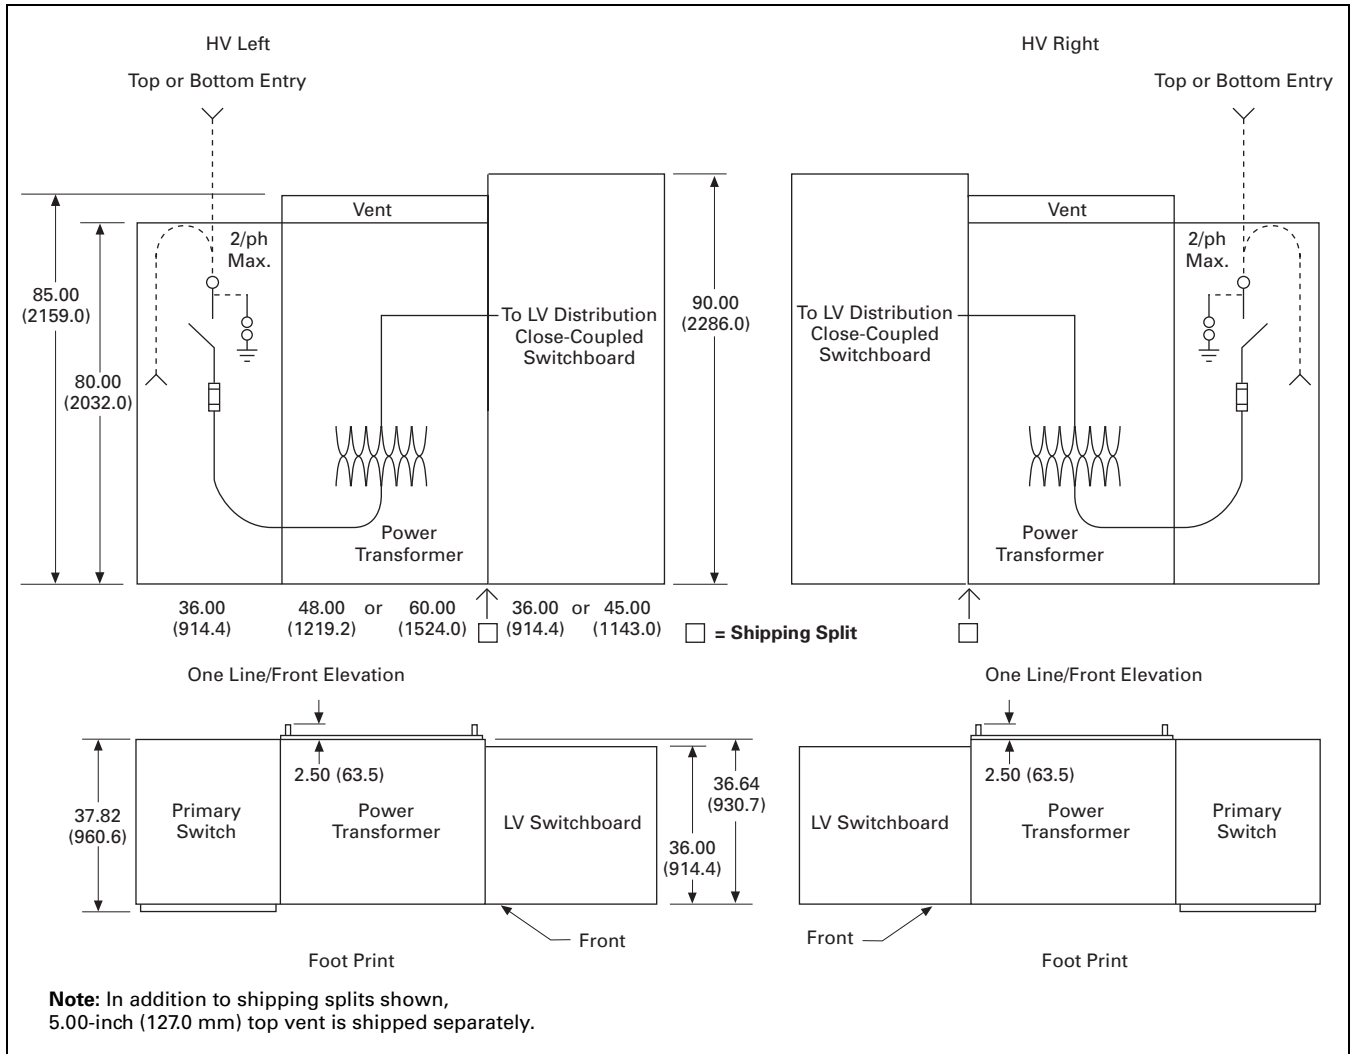 HV Left
HV Right
Top or Bottom Entry
Top or Bottom Entry
Vent
Vent
2/ph
Max.
2/ph
Max.
85.00
(2159.0)
80.00
(2032.0)
To LV Distribution
Close-Coupled
Switchboard
90.00
(2286.0)
To LV Distribution
Close-Coupled
Switchboard
Power
Transformer
Power
Transformer
36.00
(914.4)
48.00 or 60.00
(1219.2) (1524.0)
36.00 or 45.00
(914.4) (1143.0)
= Shipping Split
One Line/Front Elevation
One Line/Front Elevation
2.50 (63.5)
2.50 (63.5)
37.82
(960.6)
Primary
Switch
Power
Transformer
LV Switchboard
36.64
(930.7)
36.00
(914.4)
LV Switchboard
Power
Transformer
Primary
Switch
Front
Front
Foot Print
Foot Print
Note: In addition to shipping splits shown,
5.00-inch (127.0 mm) top vent is shipped separately.